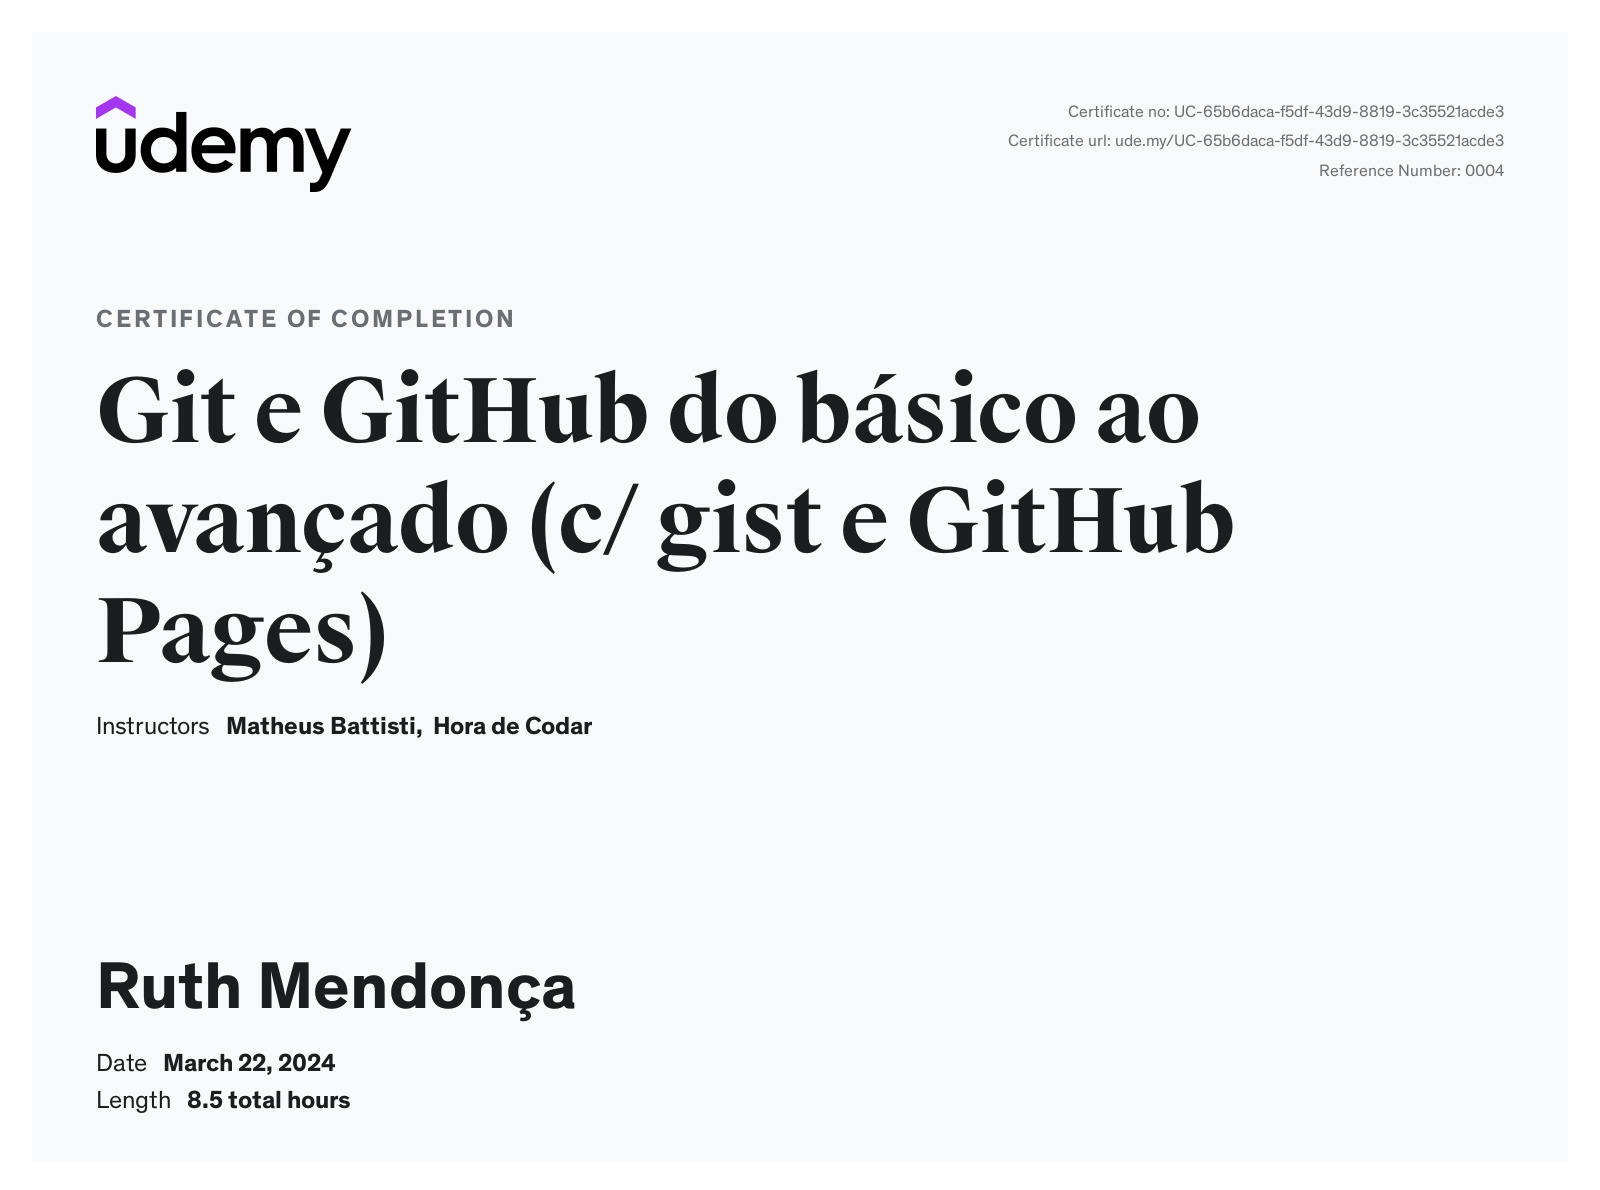 udemy
Certificate no: UC-65b6daca-f5df-43d9-8819-3c35521acde3
Certificate url: ude.my/UC-65b6daca-f5df-43d9-8819-3c35521acde3
Reference Number: 0004
CERTIFICATE OF COMPLETION
Git e GitHub do básico ao
avançado (c/ gist e GitHub
Pages)
Instructors Matheus Battisti, Hora de Codar
Ruth Mendonça
Date March 22, 2024
Length 8.5 total hours